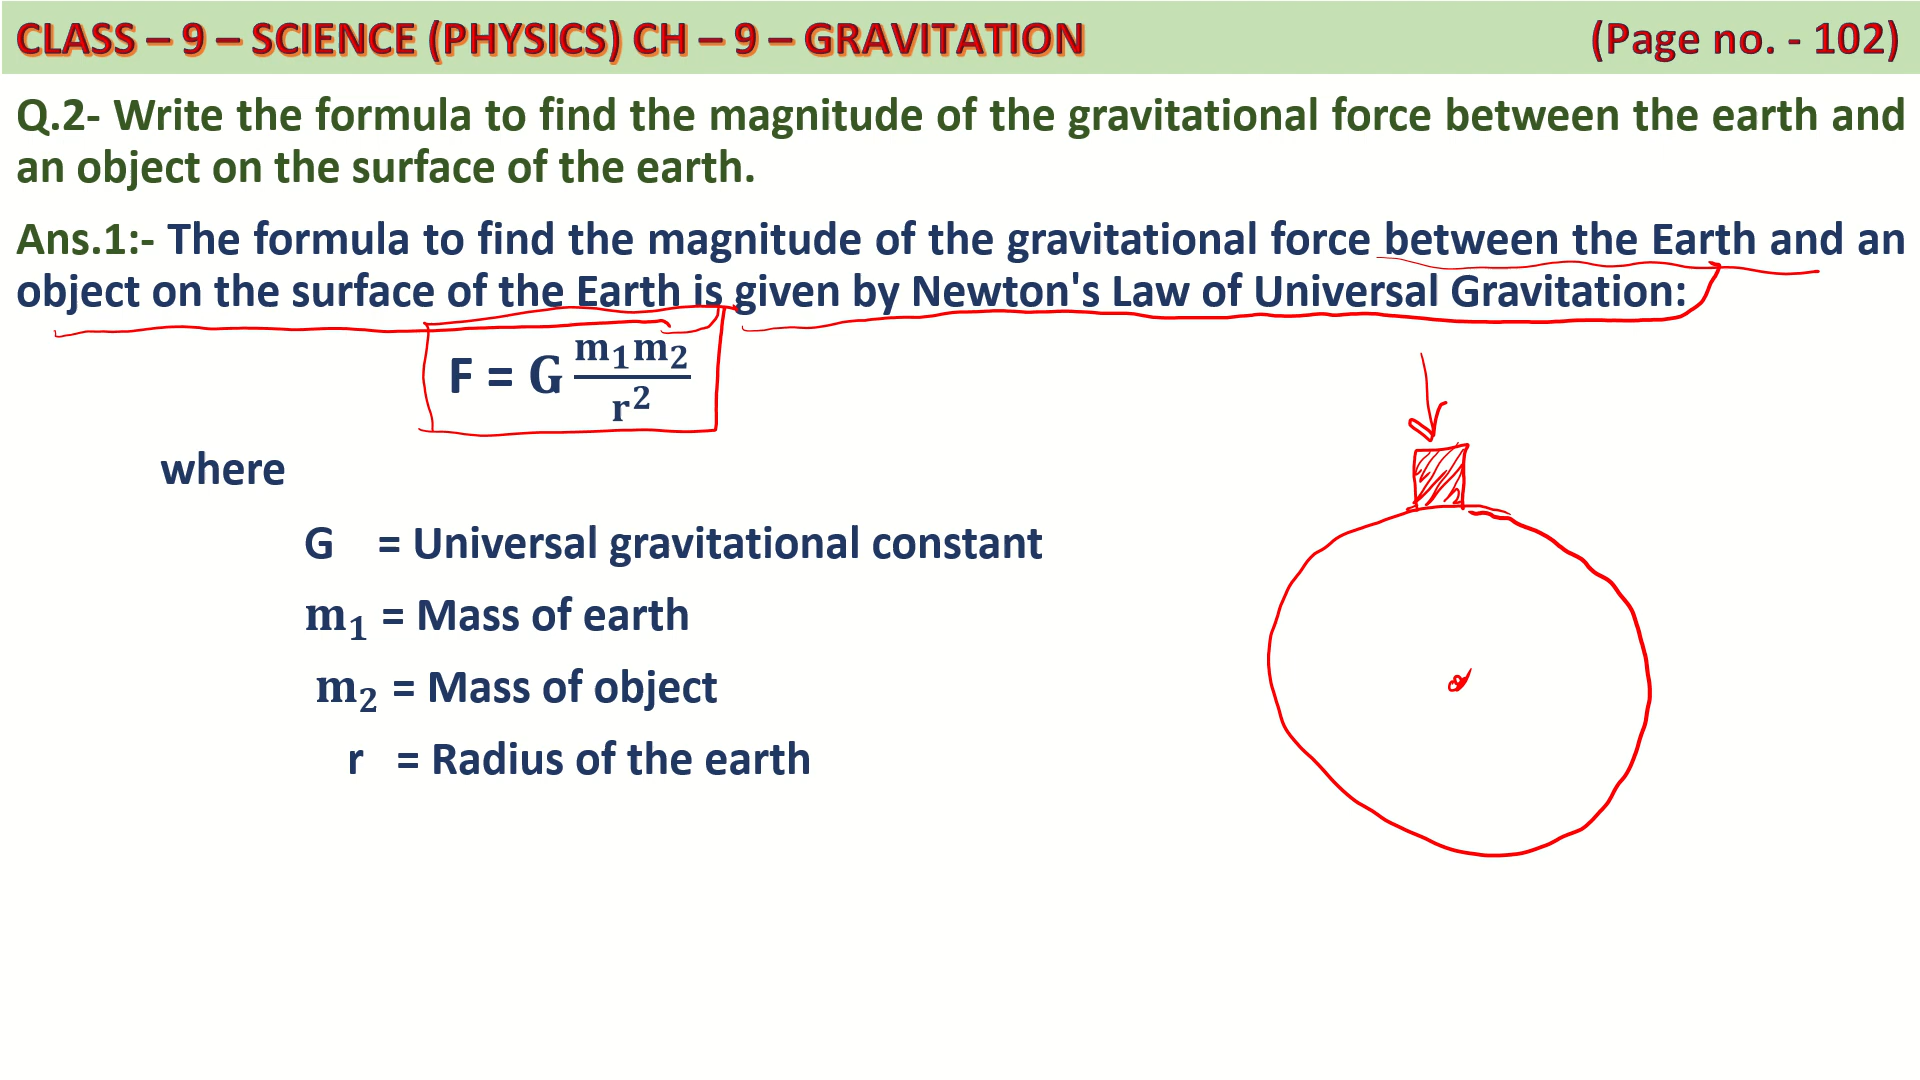 CLASS – 9 – SCIENCE (PHYSICS) CH – 9 – GRAVITATION (Page no. - 102)
Q.2- Write the formula to find the magnitude of the gravitational force between the earth and
an object on the surface of the earth.
Ans.1:- The formula to find the magnitude of the gravitational force between the Earth and an
object on the surface of the Earth is given by Newton's Law of Universal Gravitation:
F = G m₁m₂ / r²
where
G = Universal gravitational constant
m₁ = Mass of earth
m₂ = Mass of object
r = Radius of the earth